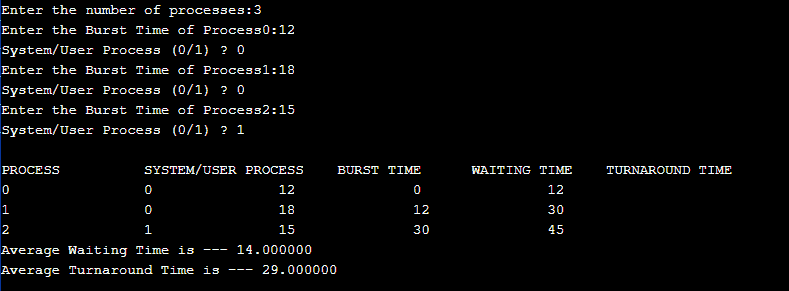 Enter the number of processes:3
Enter the Burst Time of Process0:12
System/User Process (0/1) ? 0
Enter the Burst Time of Process1:18
System/User Process (0/1) ? 0
Enter the Burst Time of Process2:15
System/User Process (0/1) ? 1
PROCESS SYSTEM/USER PROCESS BURST TIME WAITING TIME TURNAROUND TIME
0 0 12 0 12
1 0 18 12 30
2 1 15 30 45
Average Waiting Time is --- 14.000000
Average Turnaround Time is --- 29.000000